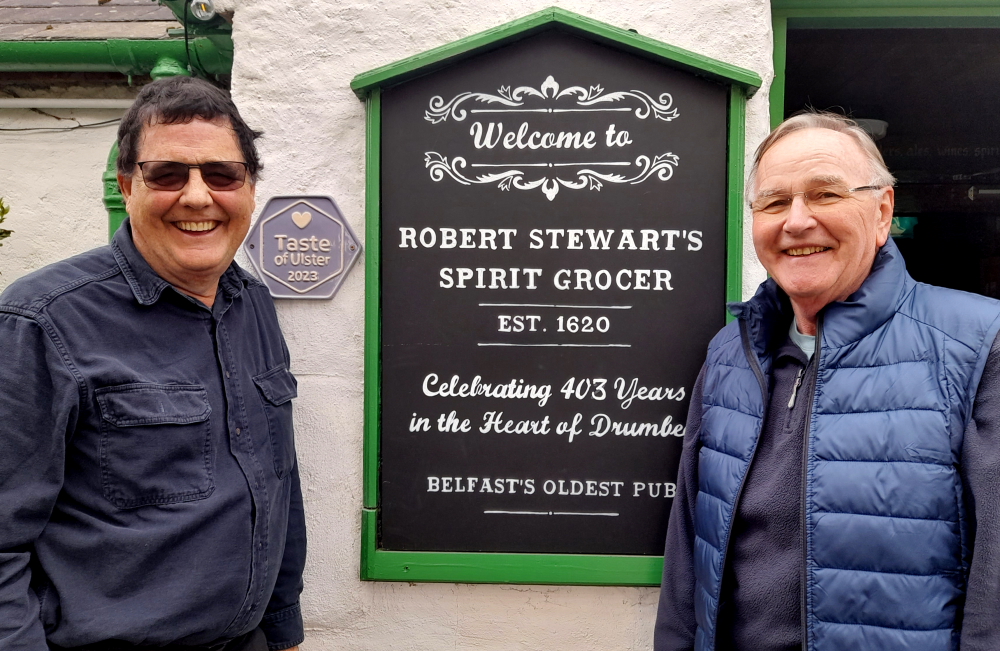 Taste
of Ulster
2023
Welcome to
ROBERT STEWART'S
SPIRIT GROCER
EST. 1620
Celebrating 403 Years
in the Heart of Drumbe
BELFAST'S OLDEST PUB